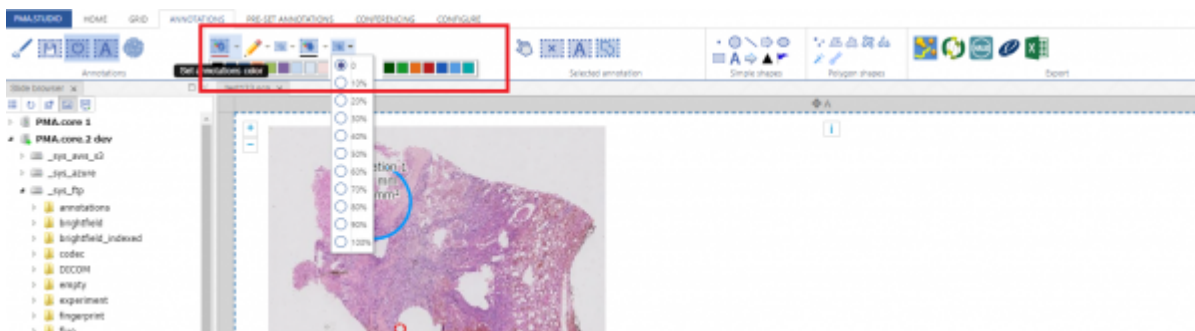 PMA.STUDIO HOME GRID ANNOTATIONS PRE-SET ANNOTATIONS CONFERENCING CONFIGURE
Annotations
Set annotations color
Selected annotation
Simple shapes
Polygon shapes
Export
Slide browser
A
PMA.core 1
PMA.core.2 dev
_sys_aws_s3
_sys_azure
_sys_ftp
annotations
brightfield
brightfield_indexed
codec
DICOM
empty
experiment
fingerprint
0
10%
20%
30%
40%
50%
60%
70%
80%
90%
100%
mm